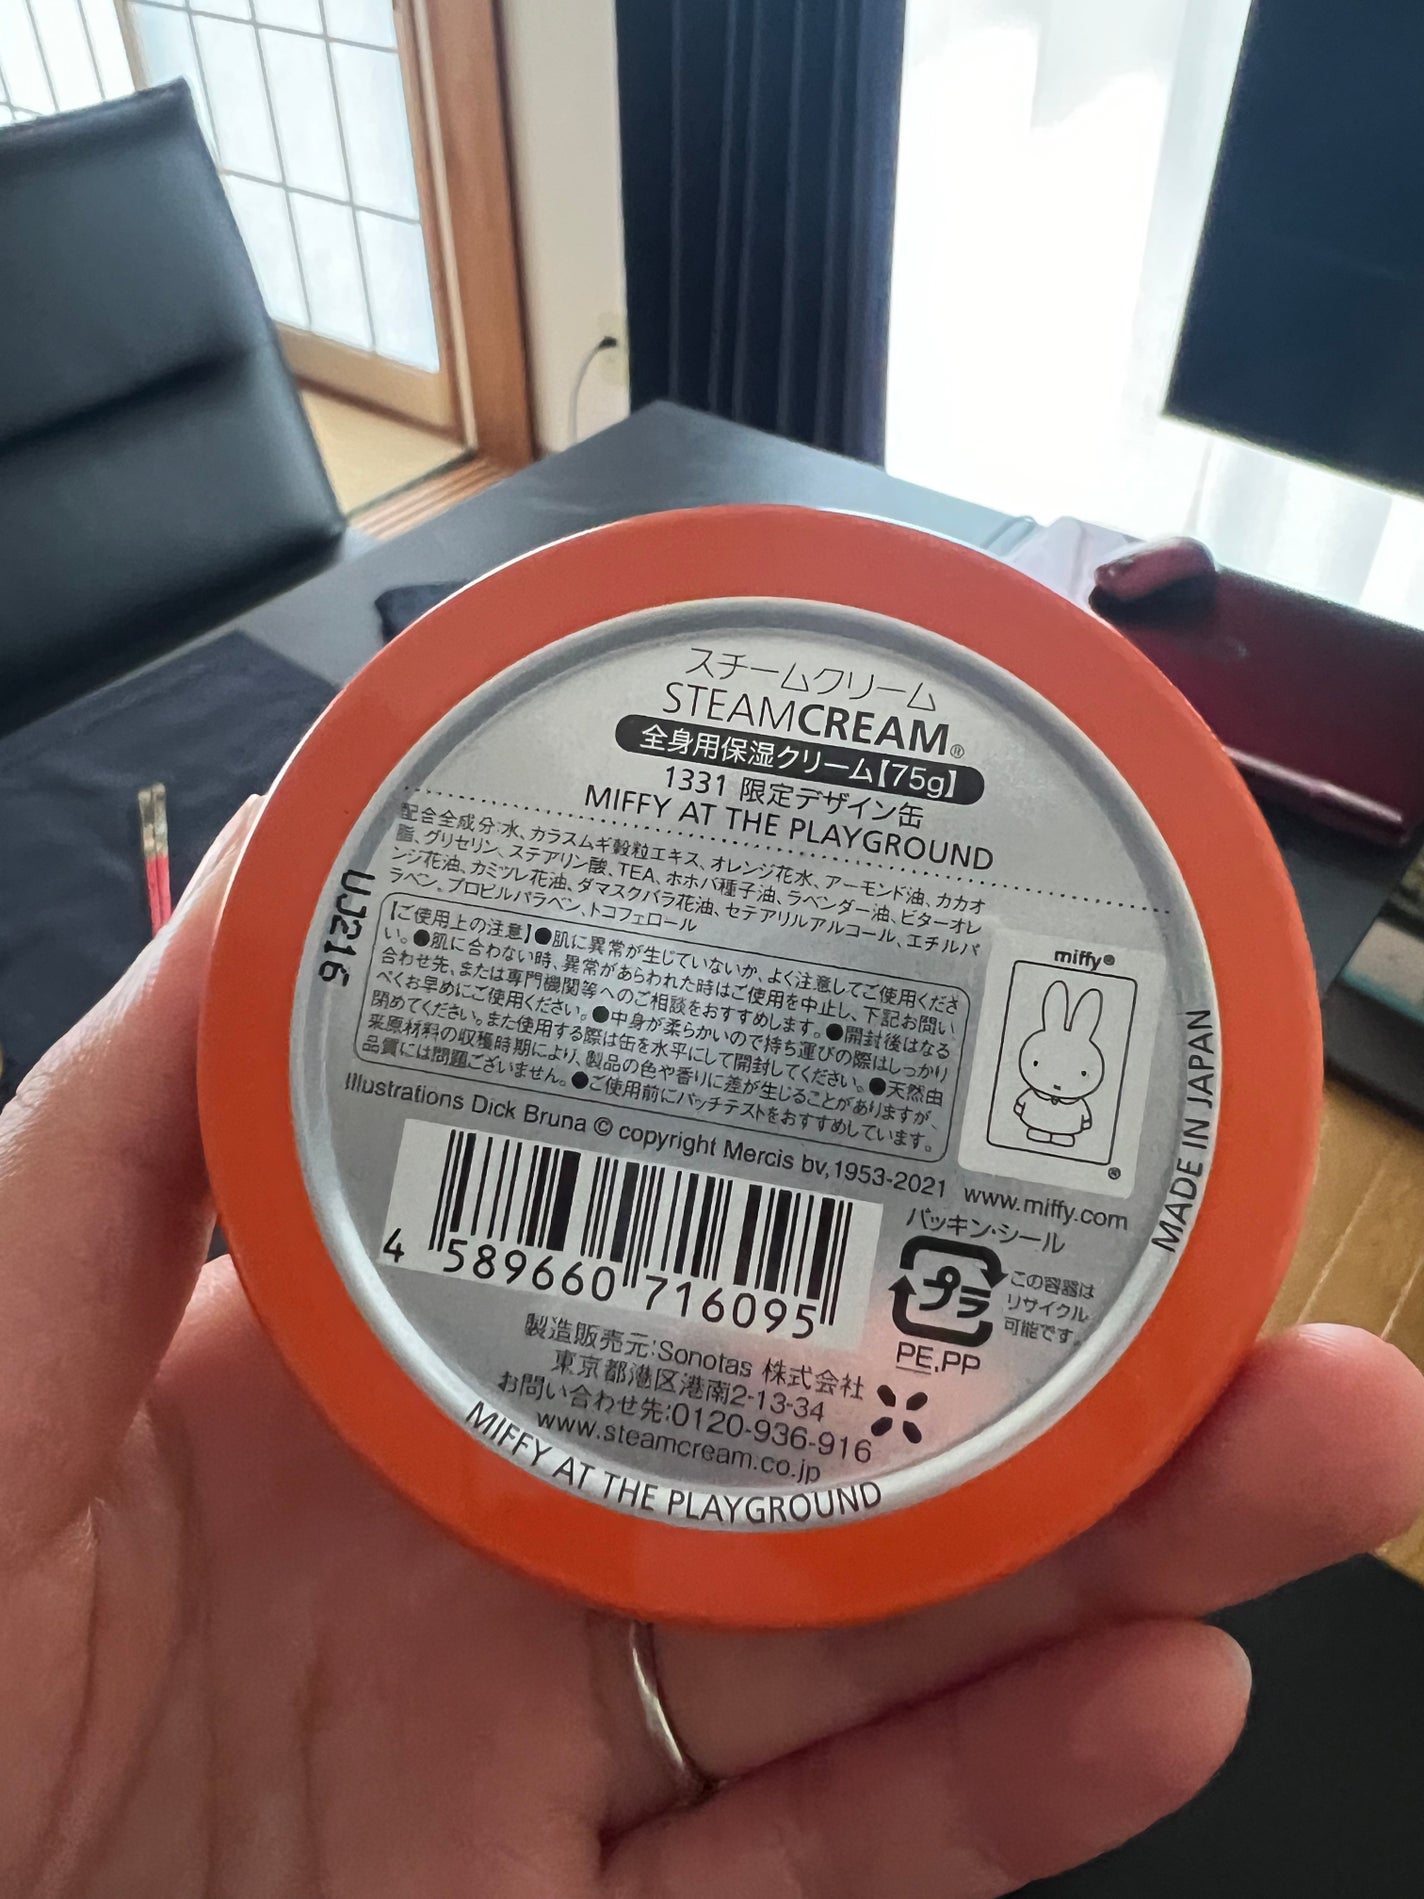 スチームクリーム
STEAMCREAM®
全身用保湿クリーム【75g】
1331 限定デザイン缶
MIFFY AT THE PLAYGROUND
配合全成分:水、カラスムギ穀粒エキス、オレンジ花水、アーモンド油、カカオ
脂、グリセリン、ステアリン酸、TEA、ホホバ種子油、ラベンダー油、ビターオレ
ンジ花油、カミツレ花油、ダマスクバラ花油、セテアリルアルコール、エチルパ
ラベン、プロピルパラベン、トコフェロール
【ご使用上の注意】●肌に異常が生じていないか、よく注意してご使用くださ
い。●肌に合わない時、異常があらわれた時はご使用を中止し、下記お問い
合わせ先、または専門機関等へのご相談をおすすめします。●開封後はなる
べくお早めにご使用ください。●中身が柔らかいので持ち運びの際はしっかり
閉めてください。また使用する際は缶を水平にして開封してください。●天然由
来原材料の収穫時期により、製品の色や香りに差が生じることがありますが、
品質には問題ございません。●ご使用前にパッチテストをおすすめしています。
miffy®
®
UJ216
MADE IN JAPAN
Illustrations Dick Bruna © copyright Mercis bv, 1953-2021 www.miffy.com
4 589660 716095
パッキン・シール
プラ
PE,PP
この容器は
リサイクル
可能です。
製造販売元:Sonotas 株式会社
東京都港区港南2-13-34
お問い合わせ先:0120-936-916
www.steamcream.co.jp
MIFFY AT THE PLAYGROUND